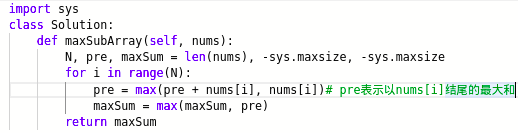 import sys
class Solution:
    def maxSubArray(self, nums):
        N, pre, maxSum = len(nums), -sys.maxsize, -sys.maxsize
        for i in range(N):
            pre = max(pre + nums[i], nums[i])# pre表示以nums[i]结尾的最大和
            maxSum = max(maxSum, pre)
        return maxSum